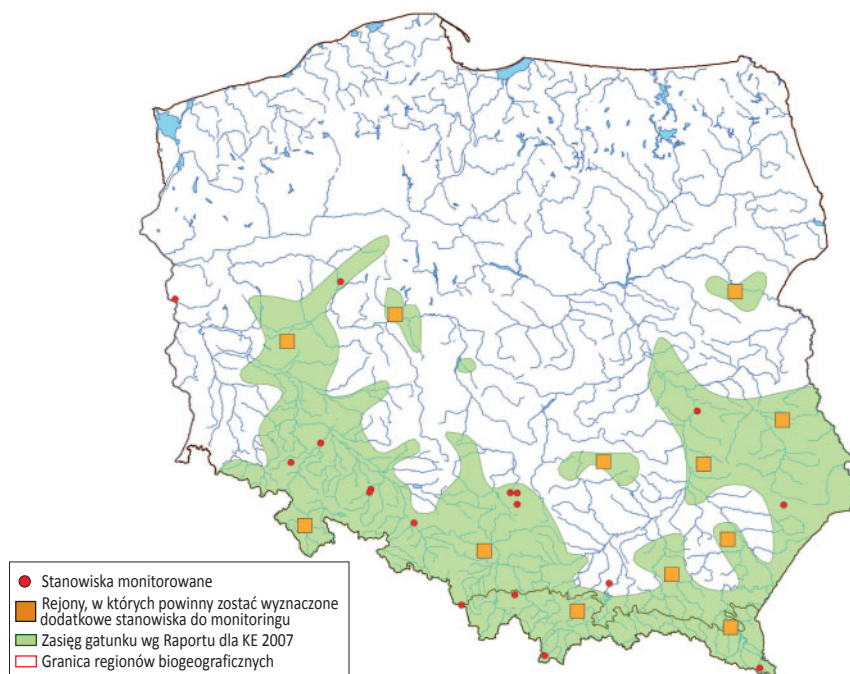 Stanowiska monitorowane
Rejony, w których powinny zostać wyznaczone
dodatkowe stanowiska do monitoringu
Zasięg gatunku wg Raportu dla KE 2007
Granica regionów biogeograficznych